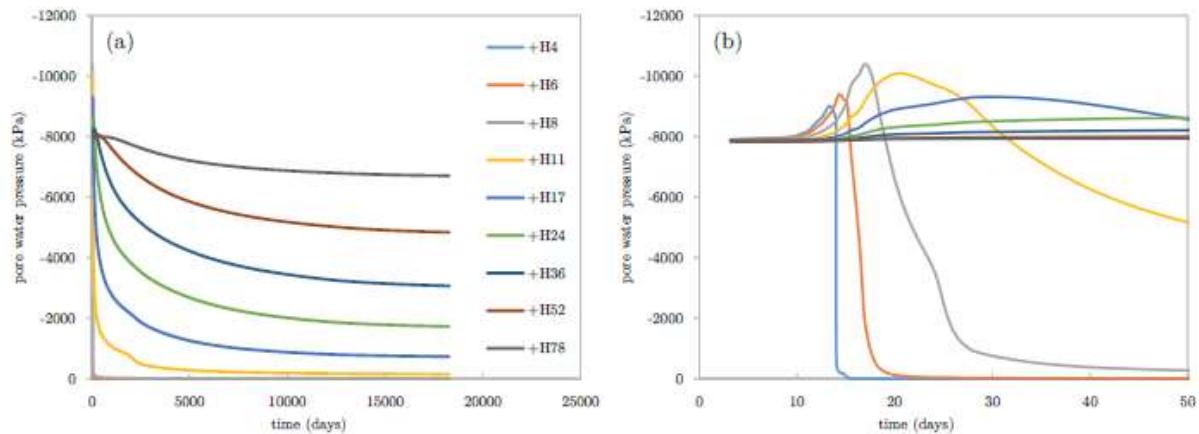 (a)
pore water pressure (kPa)
-12000
-10000
-8000
-6000
-4000
-2000
0
0 5000 10000 15000 20000 25000
time (days)
+H4
+H6
+H8
+H11
+H17
+H24
+H36
+H52
+H78
(b)
pore water pressure (kPa)
-12000
-10000
-8000
-6000
-4000
-2000
0
0 10 20 30 40 50
time (days)